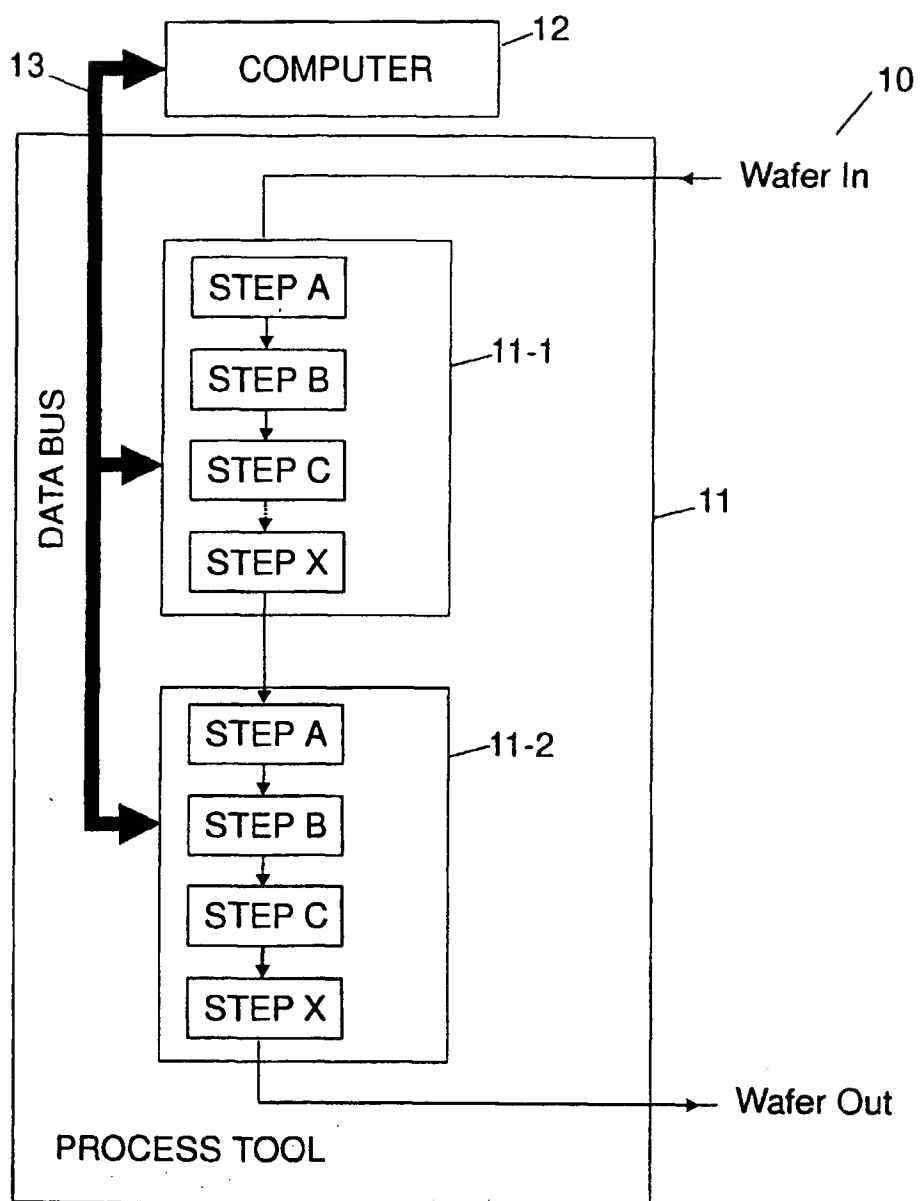 12
COMPUTER
13
10
Wafer In
STEP A
STEP B
11-1
STEP C
STEP X
DATA BUS
11
STEP A
11-2
STEP B
STEP C
STEP X
Wafer Out
PROCESS TOOL